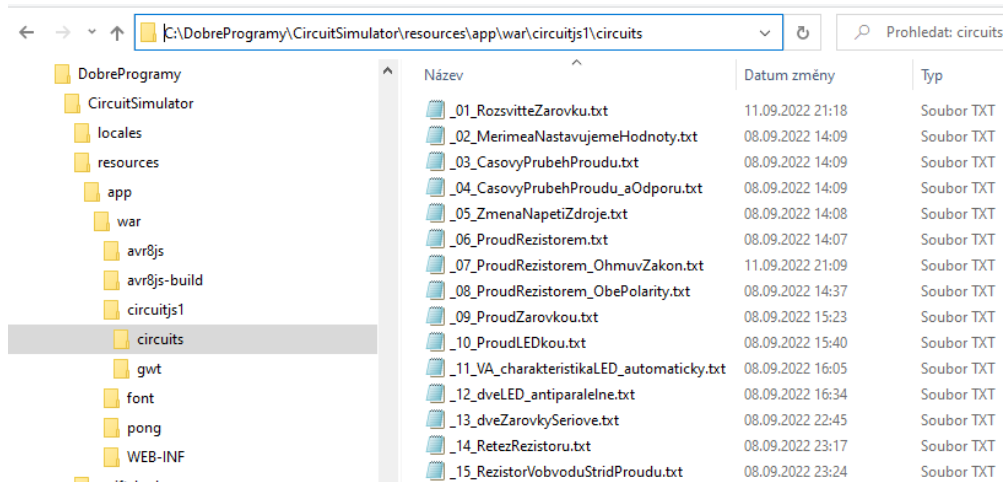 C:\DobreProgramy\CircuitSimulator\resources\app\war\circuitjs1\circuits
Prohledat: circuits
DobreProgramy
CircuitSimulator
locales
resources
app
war
avr8js
avr8js-build
circuitjs1
circuits
gwt
font
pong
WEB-INF
Název Datum změny Typ
_01_RozsvitteZarovku.txt 11.09.2022 21:18 Soubor TXT
_02_MerimeaNastavujemeHodnoty.txt 08.09.2022 14:09 Soubor TXT
_03_CasovyPrubehProudu.txt 08.09.2022 14:09 Soubor TXT
_04_CasovyPrubehProudu_aOdporu.txt 08.09.2022 14:09 Soubor TXT
_05_ZmenaNapetiZdroje.txt 08.09.2022 14:08 Soubor TXT
_06_ProudRezistorem.txt 08.09.2022 14:07 Soubor TXT
_07_ProudRezistorem_OhmuvZakon.txt 11.09.2022 21:09 Soubor TXT
_08_ProudRezistorem_ObePolarity.txt 08.09.2022 14:37 Soubor TXT
_09_ProudZarovkou.txt 08.09.2022 15:23 Soubor TXT
_10_ProudLEDkou.txt 08.09.2022 15:40 Soubor TXT
_11_VA_charakteristikaLED_automaticky.txt 08.09.2022 16:05 Soubor TXT
_12_dveLED_antiparalelne.txt 08.09.2022 16:34 Soubor TXT
_13_dveZarovkySeriove.txt 08.09.2022 22:45 Soubor TXT
_14_RetezRezistoru.txt 08.09.2022 23:17 Soubor TXT
_15_RezistorVobvoduStridProudu.txt 08.09.2022 23:24 Soubor TXT